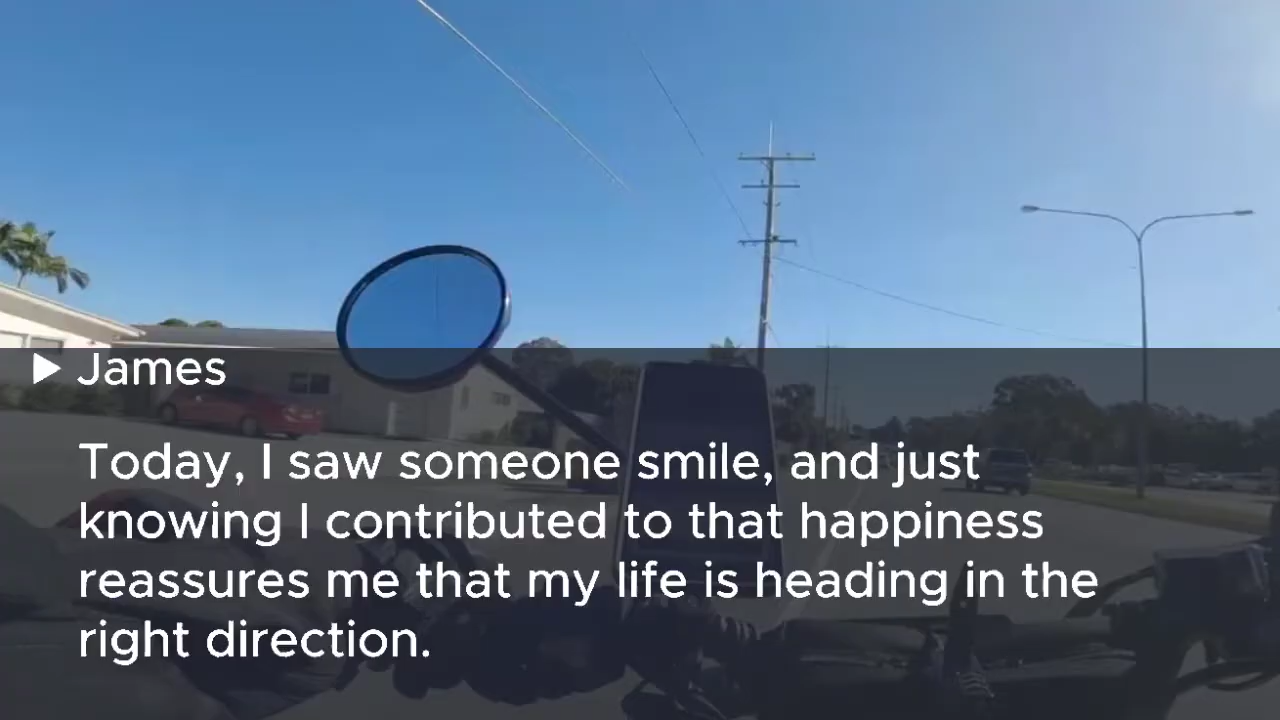 James
Today, I saw someone smile, and just
knowing I contributed to that happiness
reassures me that my life is heading in the
right direction.